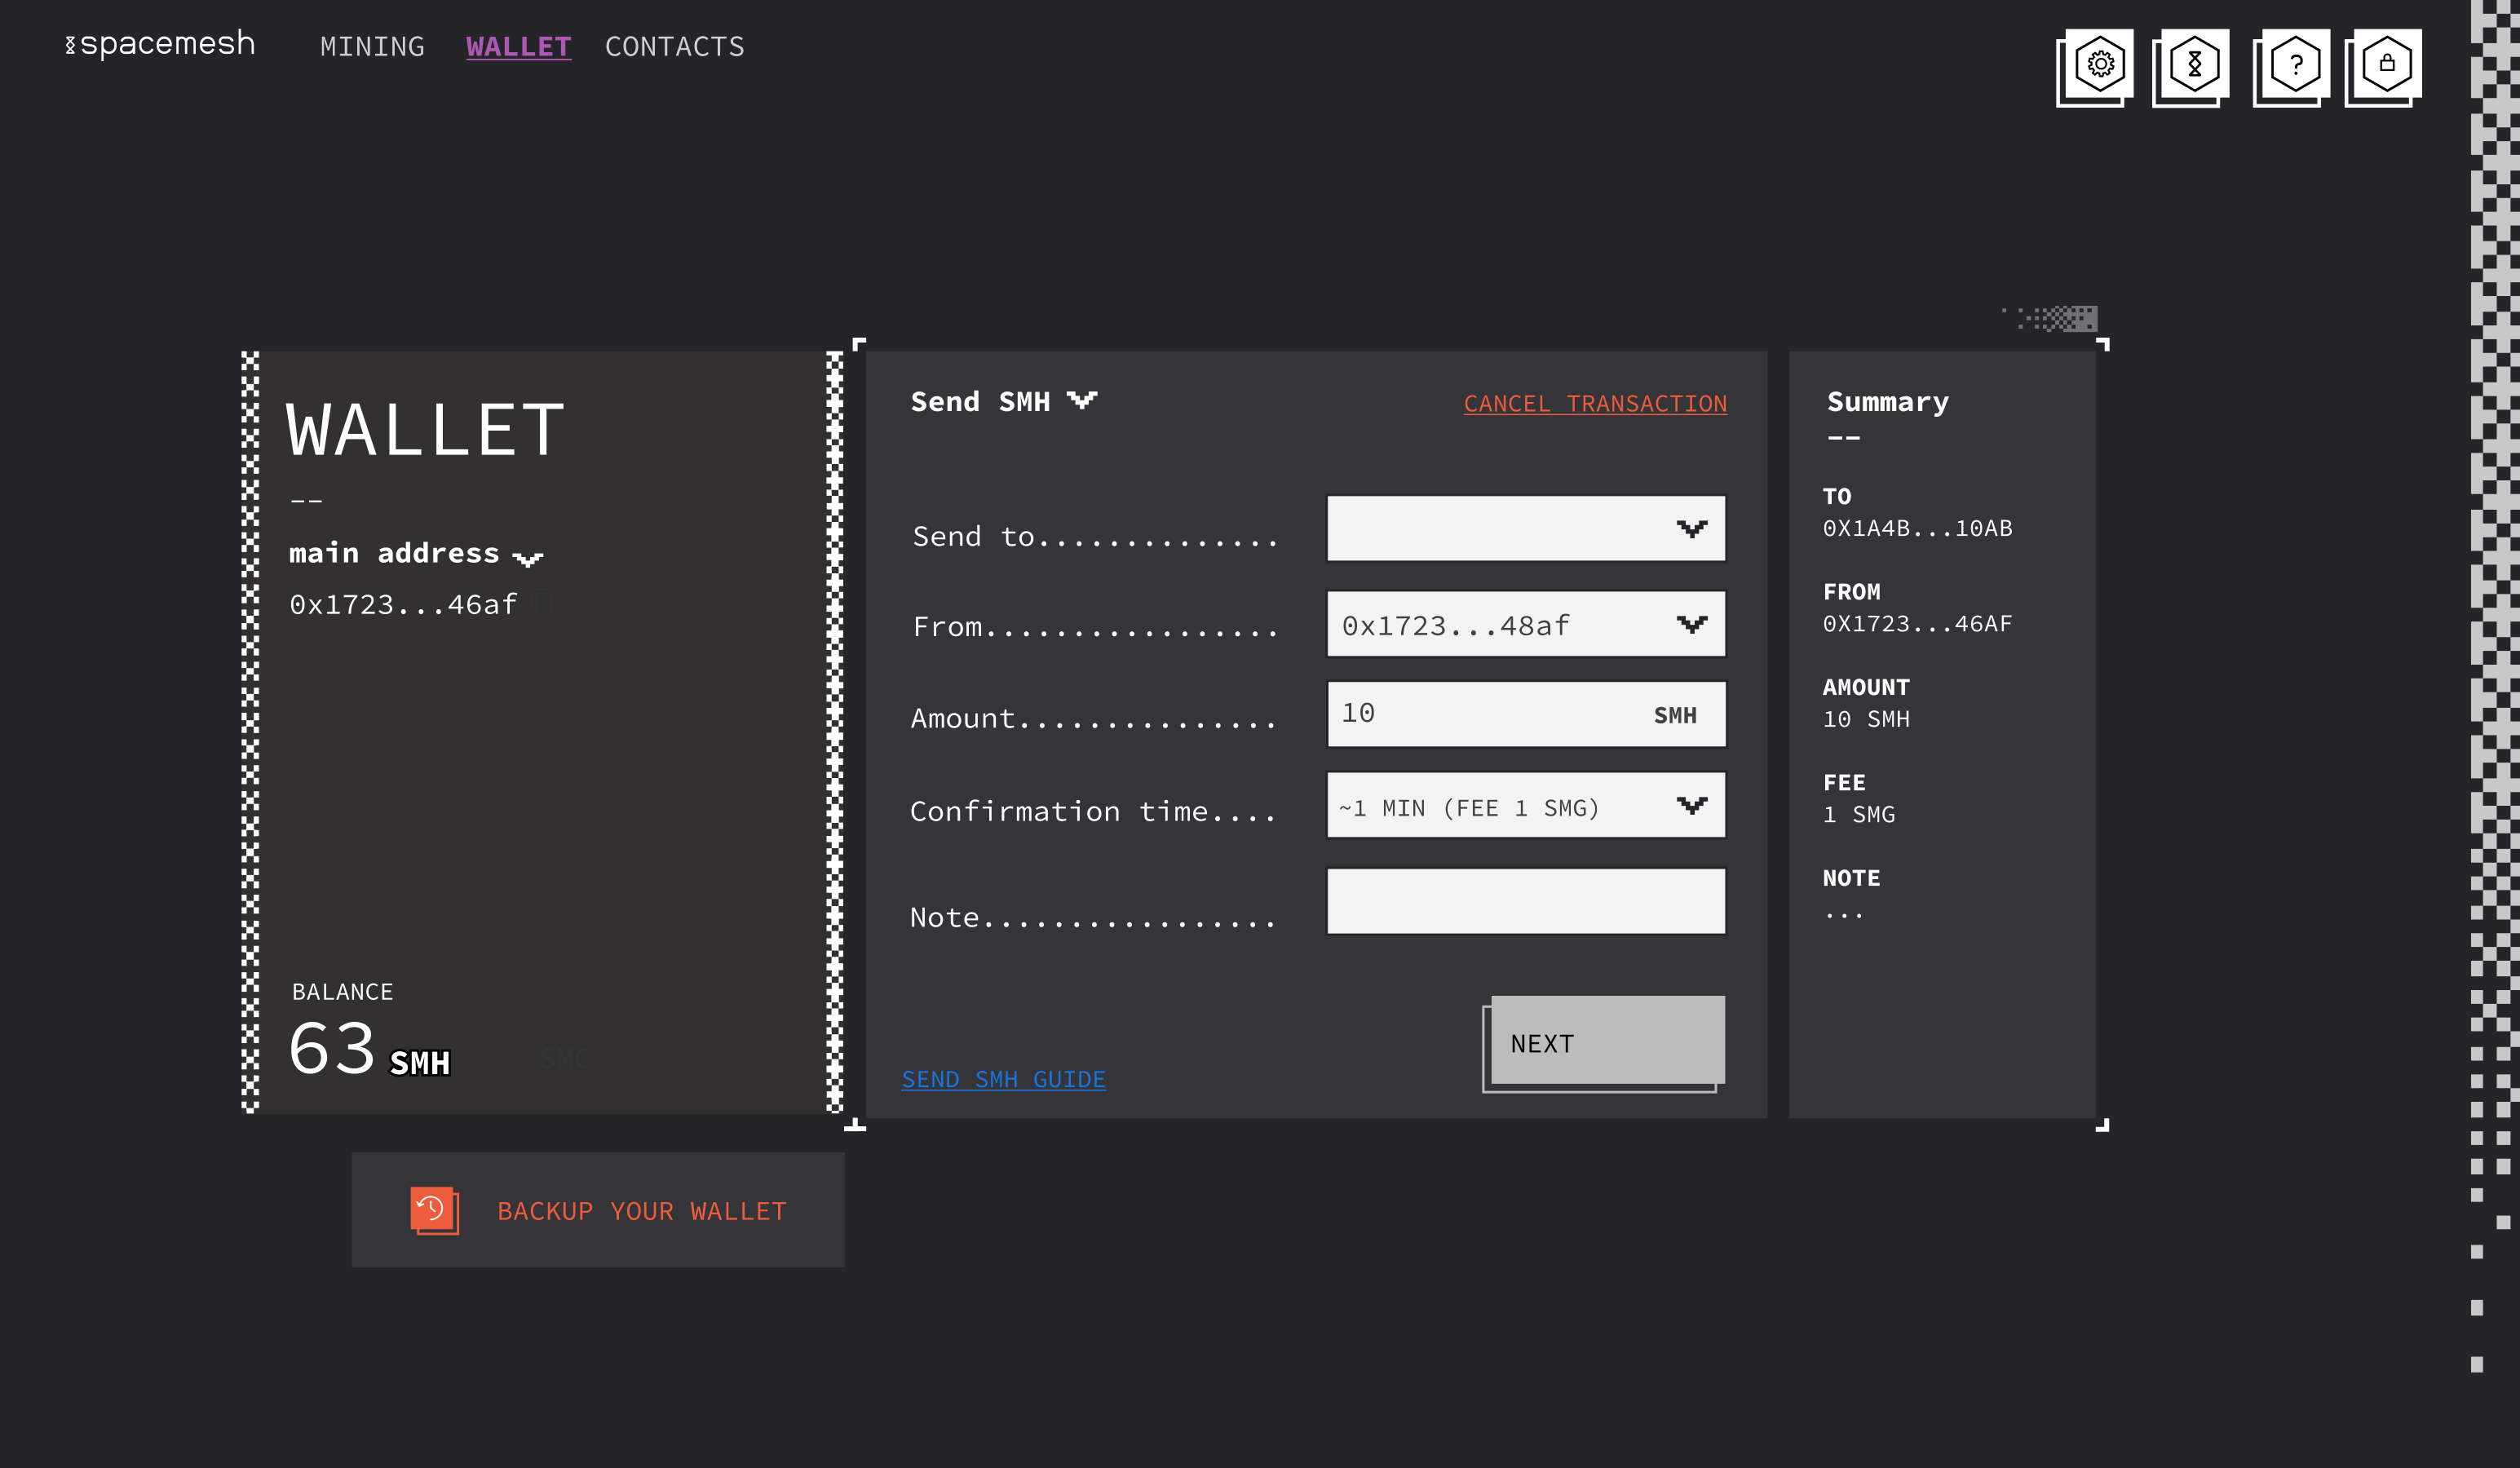 spacemesh MINING WALLET CONTACTS
?
WALLET
--
main address
0x1723...46af
BALANCE
63 SMH SMC
BACKUP YOUR WALLET
Send SMH CANCEL TRANSACTION
Send to..............
From................. 0x1723...48af
Amount............... 10 SMH
Confirmation time.... ~1 MIN (FEE 1 SMG)
Note.................
NEXT
SEND SMH GUIDE
Summary
--
TO
0X1A4B...10AB
FROM
0X1723...46AF
AMOUNT
10 SMH
FEE
1 SMG
NOTE
...